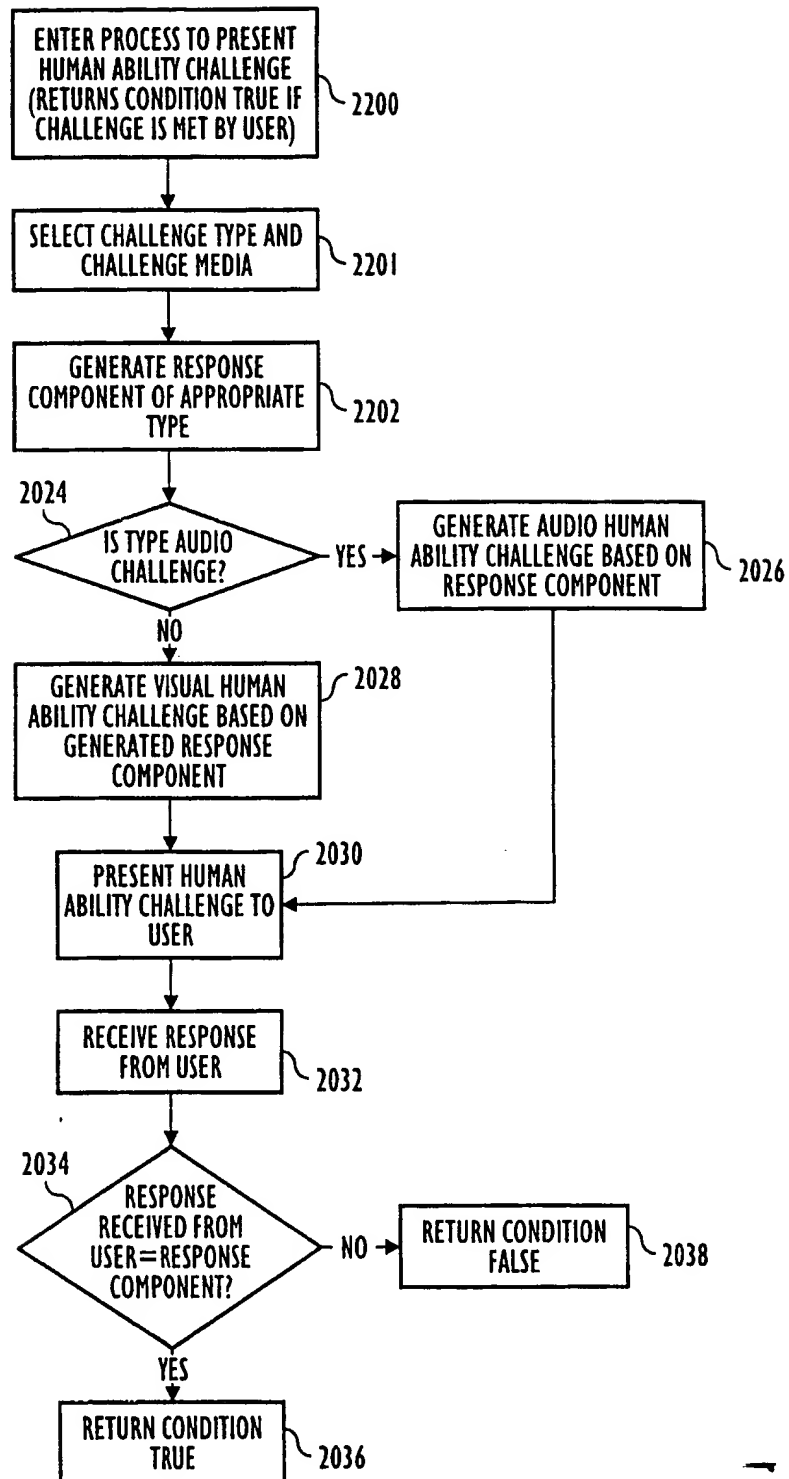 ENTER PROCESS TO PRESENT
HUMAN ABILITY CHALLENGE
(RETURNS CONDITION TRUE IF
CHALLENGE IS MET BY USER)
2200
SELECT CHALLENGE TYPE AND
CHALLENGE MEDIA
2201
GENERATE RESPONSE
COMPONENT OF APPROPRIATE
TYPE
2202
2024
IS TYPE AUDIO
CHALLENGE?
YES
GENERATE AUDIO HUMAN
ABILITY CHALLENGE BASED ON
RESPONSE COMPONENT
2026
NO
GENERATE VISUAL HUMAN
ABILITY CHALLENGE BASED ON
GENERATED RESPONSE
COMPONENT
2028
PRESENT HUMAN
ABILITY CHALLENGE TO
USER
2030
RECEIVE RESPONSE
FROM USER
2032
2034
RESPONSE
RECEIVED FROM
USER=RESPONSE
COMPONENT?
NO
RETURN CONDITION
FALSE
2038
YES
RETURN CONDITION
TRUE
2036